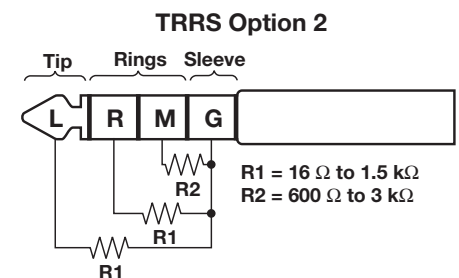 TRRS Option 2
Tip Rings Sleeve
L R M G
R1 = 16 Ω to 1.5 kΩ
R2 = 600 Ω to 3 kΩ
R2
R1
R1